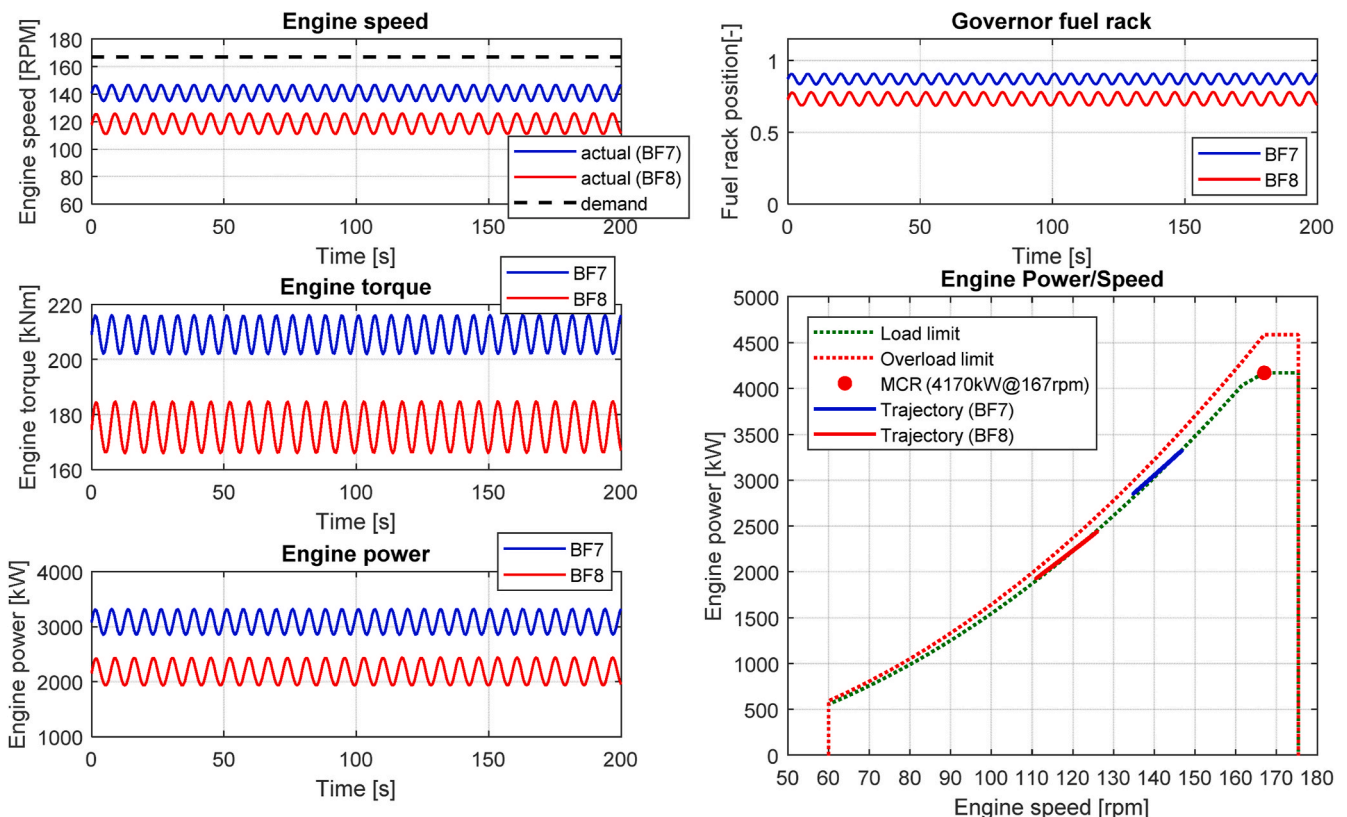 Engine speed
Engine speed [RPM]
180
160
140
120
100
80
60
0
50
100
150
200
Time [s]
actual (BF7)
actual (BF8)
demand
Governor fuel rack
Fuel rack position[-]
1
0.5
0
0
50
100
150
200
Time [s]
BF7
BF8
Engine torque
Engine torque [kNm]
220
200
180
160
0
50
100
150
200
Time [s]
BF7
BF8
Engine power
Engine power [kW]
4000
3000
2000
1000
0
50
100
150
200
Time [s]
BF7
BF8
Engine Power/Speed
Engine power [kW]
5000
4500
4000
3500
3000
2500
2000
1500
1000
500
0
50
60
70
80
90
100
110
120
130
140
150
160
170
180
Engine speed [rpm]
Load limit
Overload limit
MCR (4170kW@167rpm)
Trajectory (BF7)
Trajectory (BF8)